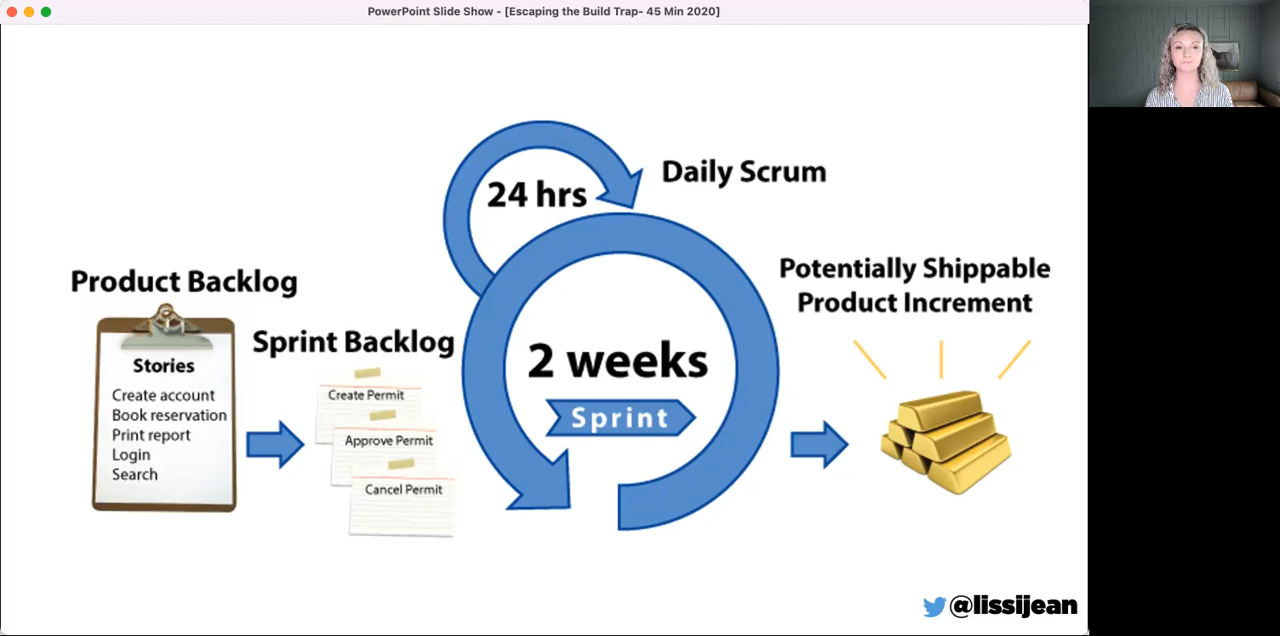 PowerPoint Slide Show - [Escaping the Build Trap- 45 Min 2020]
24 hrs
Daily Scrum
Product Backlog
Stories
Create account
Book reservation
Print report
Login
Search
Sprint Backlog
Create Permit
Approve Permit
Cancel Permit
2 weeks
Sprint
Potentially Shippable
Product Increment
@lissijean